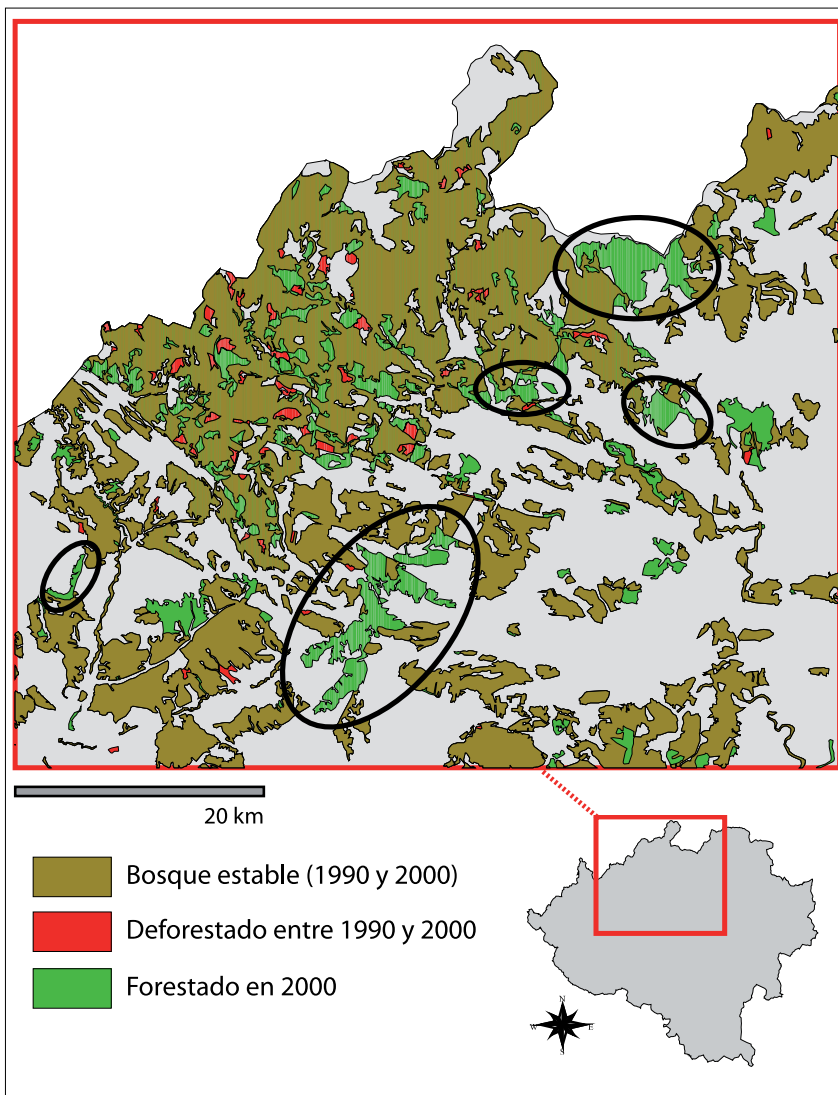 20 km
Bosque estable (1990 y 2000)
Deforestado entre 1990 y 2000
Forestado en 2000
N
W E
S